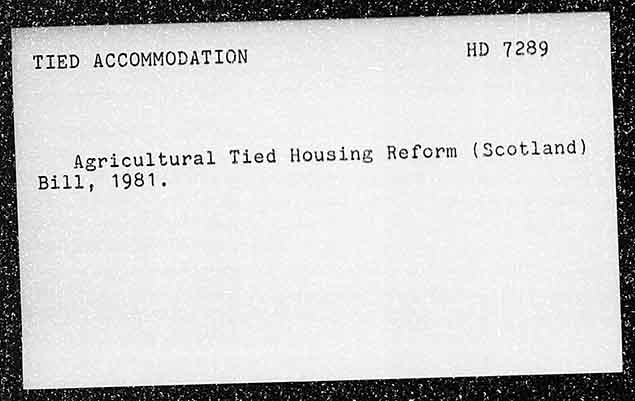 TIED ACCOMMODATION HD 7289
Agricultural Tied Housing Reform (Scotland)
Bill, 1981.